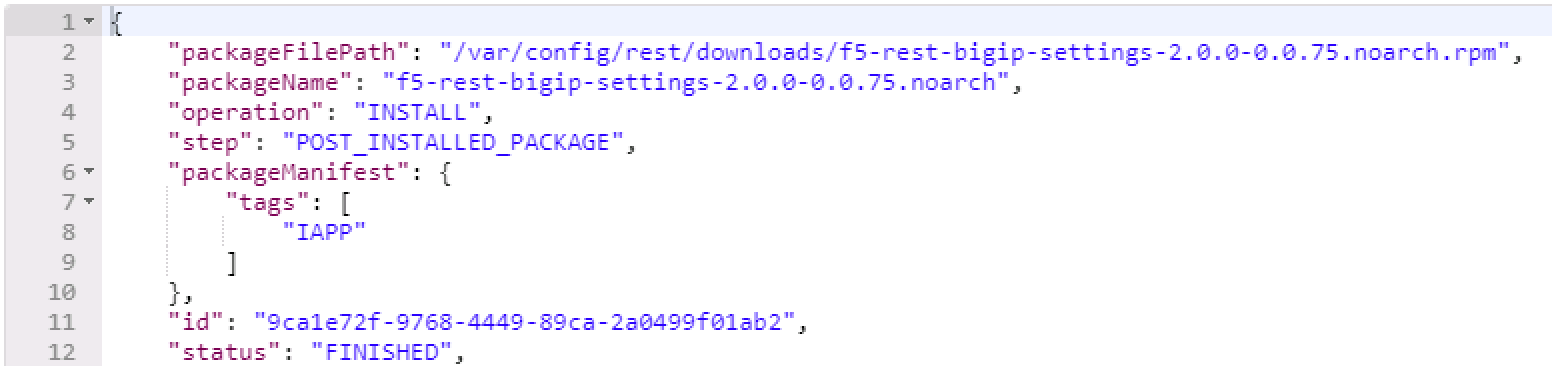 1 {
2 "packageFilePath": "/var/config/rest/downloads/f5-rest-bigip-settings-2.0.0-0.0.75.noarch.rpm",
3 "packageName": "f5-rest-bigip-settings-2.0.0-0.0.75.noarch",
4 "operation": "INSTALL",
5 "step": "POST_INSTALLED_PACKAGE",
6 "packageManifest": {
7 "tags": [
8 "IAPP"
9 ]
10 },
11 "id": "9ca1e72f-9768-4449-89ca-2a0499f01ab2",
12 "status": "FINISHED",